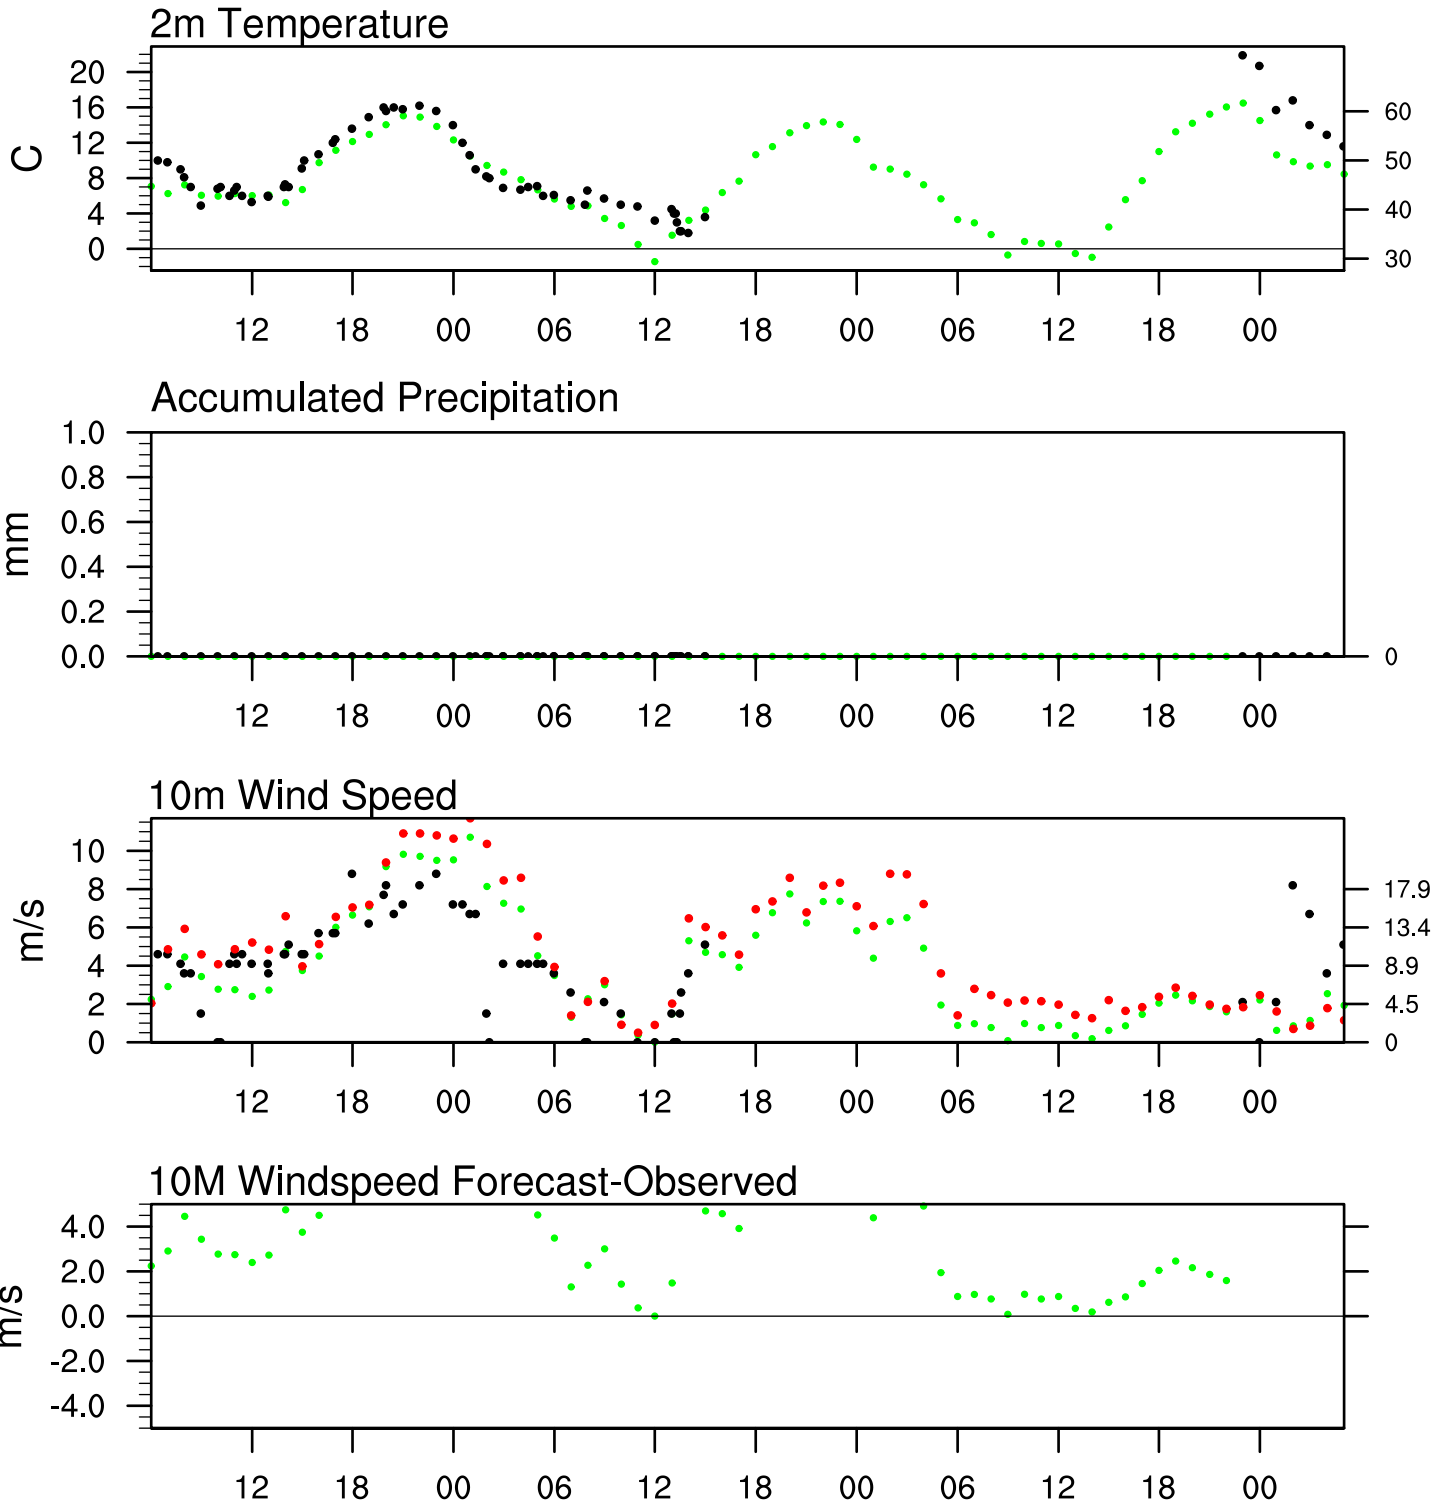 2m Temperature
20
16
12
8
4
0
C
60
50
40
30
12 18 00 06 12 18 00 06 12 18 00
Accumulated Precipitation
1.0
0.8
0.6
0.4
0.2
0.0
mm
0
12 18 00 06 12 18 00 06 12 18 00
10m Wind Speed
10
8
6
4
2
0
m/s
17.9
13.4
8.9
4.5
0
12 18 00 06 12 18 00 06 12 18 00
10M Windspeed Forecast-Observed
4.0
2.0
0.0
-2.0
-4.0
m/s
12 18 00 06 12 18 00 06 12 18 00